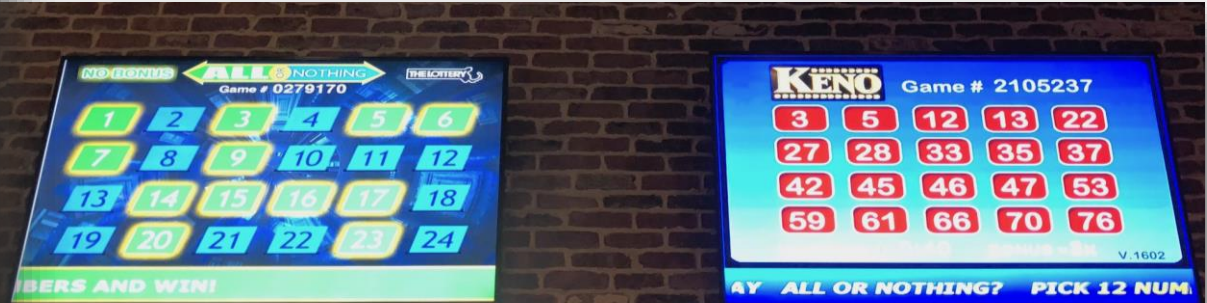 NO BONUS ALL & NOTHING THE LOTTERY
Game # 0279170
1 2 3 4 5 6
7 8 9 10 11 12
13 14 15 16 17 18
19 20 21 22 23 24
BERS AND WIN!
KENO Game # 2105237
3 5 12 13 22
27 28 33 35 37
42 45 46 47 53
59 61 66 70 76
V.1602
AY ALL OR NOTHING? PICK 12 NUM